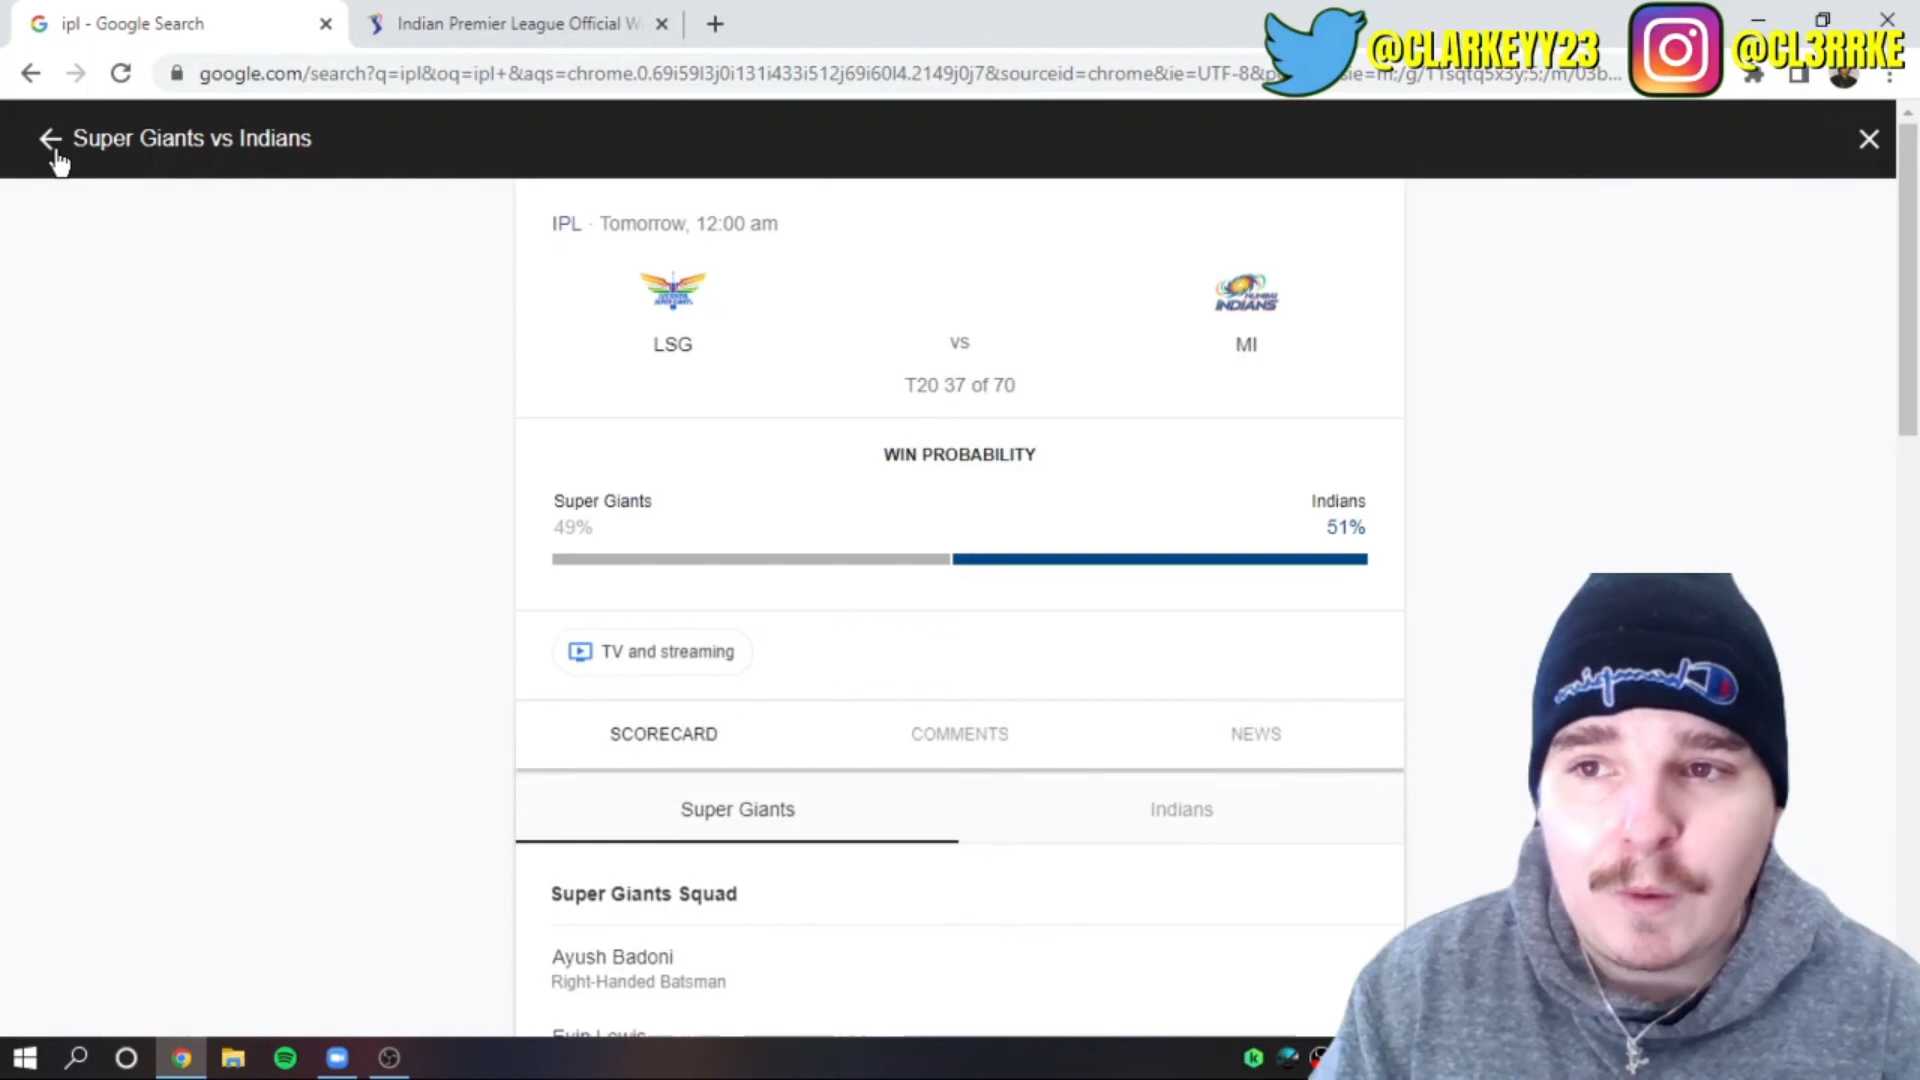 ipl - Google Search
Indian Premier League Official W
@CLARKEYY23
@CL3RRKE
google.com/search?q=ipl&oq=ipl+&aqs=chrome.0.69i59l3j0i131i433i512j69i60l4.2149j0j7&sourceid=chrome&ie=UTF-8&
Super Giants vs Indians
IPL · Tomorrow, 12:00 am
INDIANS
LSG
vs
MI
T20 37 of 70
WIN PROBABILITY
Super Giants
Indians
49%
51%
TV and streaming
SCORECARD
COMMENTS
NEWS
Super Giants
Indians
Super Giants Squad
Ayush Badoni
Right-Handed Batsman
Evin Lewis